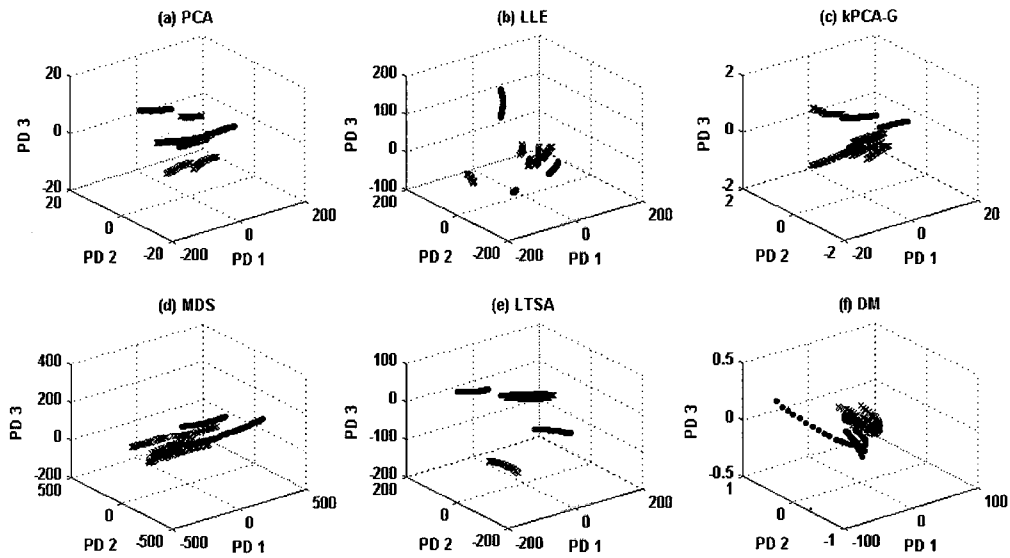 (a) PCA
20
0
-20
20
0
-20
-200
0
200
PD 3
PD 2
PD 1
(b) LLE
200
100
0
-100
200
0
-200
-200
0
200
PD 3
PD 2
PD 1
(c) kPCA-G
2
0
-2
2
0
-2
-20
0
20
PD 3
PD 2
PD 1
(d) MDS
400
200
0
-200
500
0
-500
-500
0
500
PD 3
PD 2
PD 1
(e) LTSA
100
0
-100
-200
200
0
-200
-200
0
200
PD 3
PD 2
PD 1
(f) DM
0.5
0
-0.5
1
0
-1
-100
0
100
PD 3
PD 2
PD 1